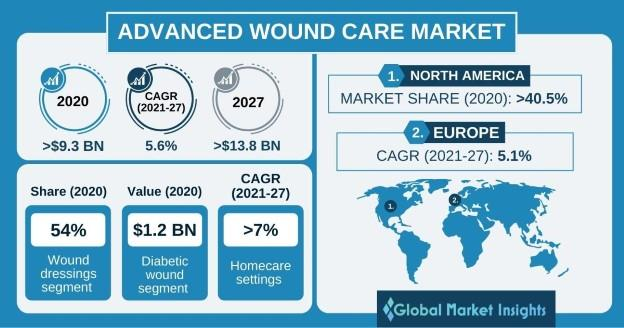 ADVANCED WOUND CARE MARKET
2020
CAGR
(2021-27)
2027
>$9.3 BN
5.6%
>$13.8 BN
Share (2020)
Value (2020)
CAGR
(2021-27)
54%
$1.2 BN
>7%
Wound
dressings
segment
Diabetic
wound
segment
Homecare
settings
1. NORTH AMERICA
MARKET SHARE (2020): >40.5%
2. EUROPE
CAGR (2021-27): 5.1%
1.
2.
Global Market Insights